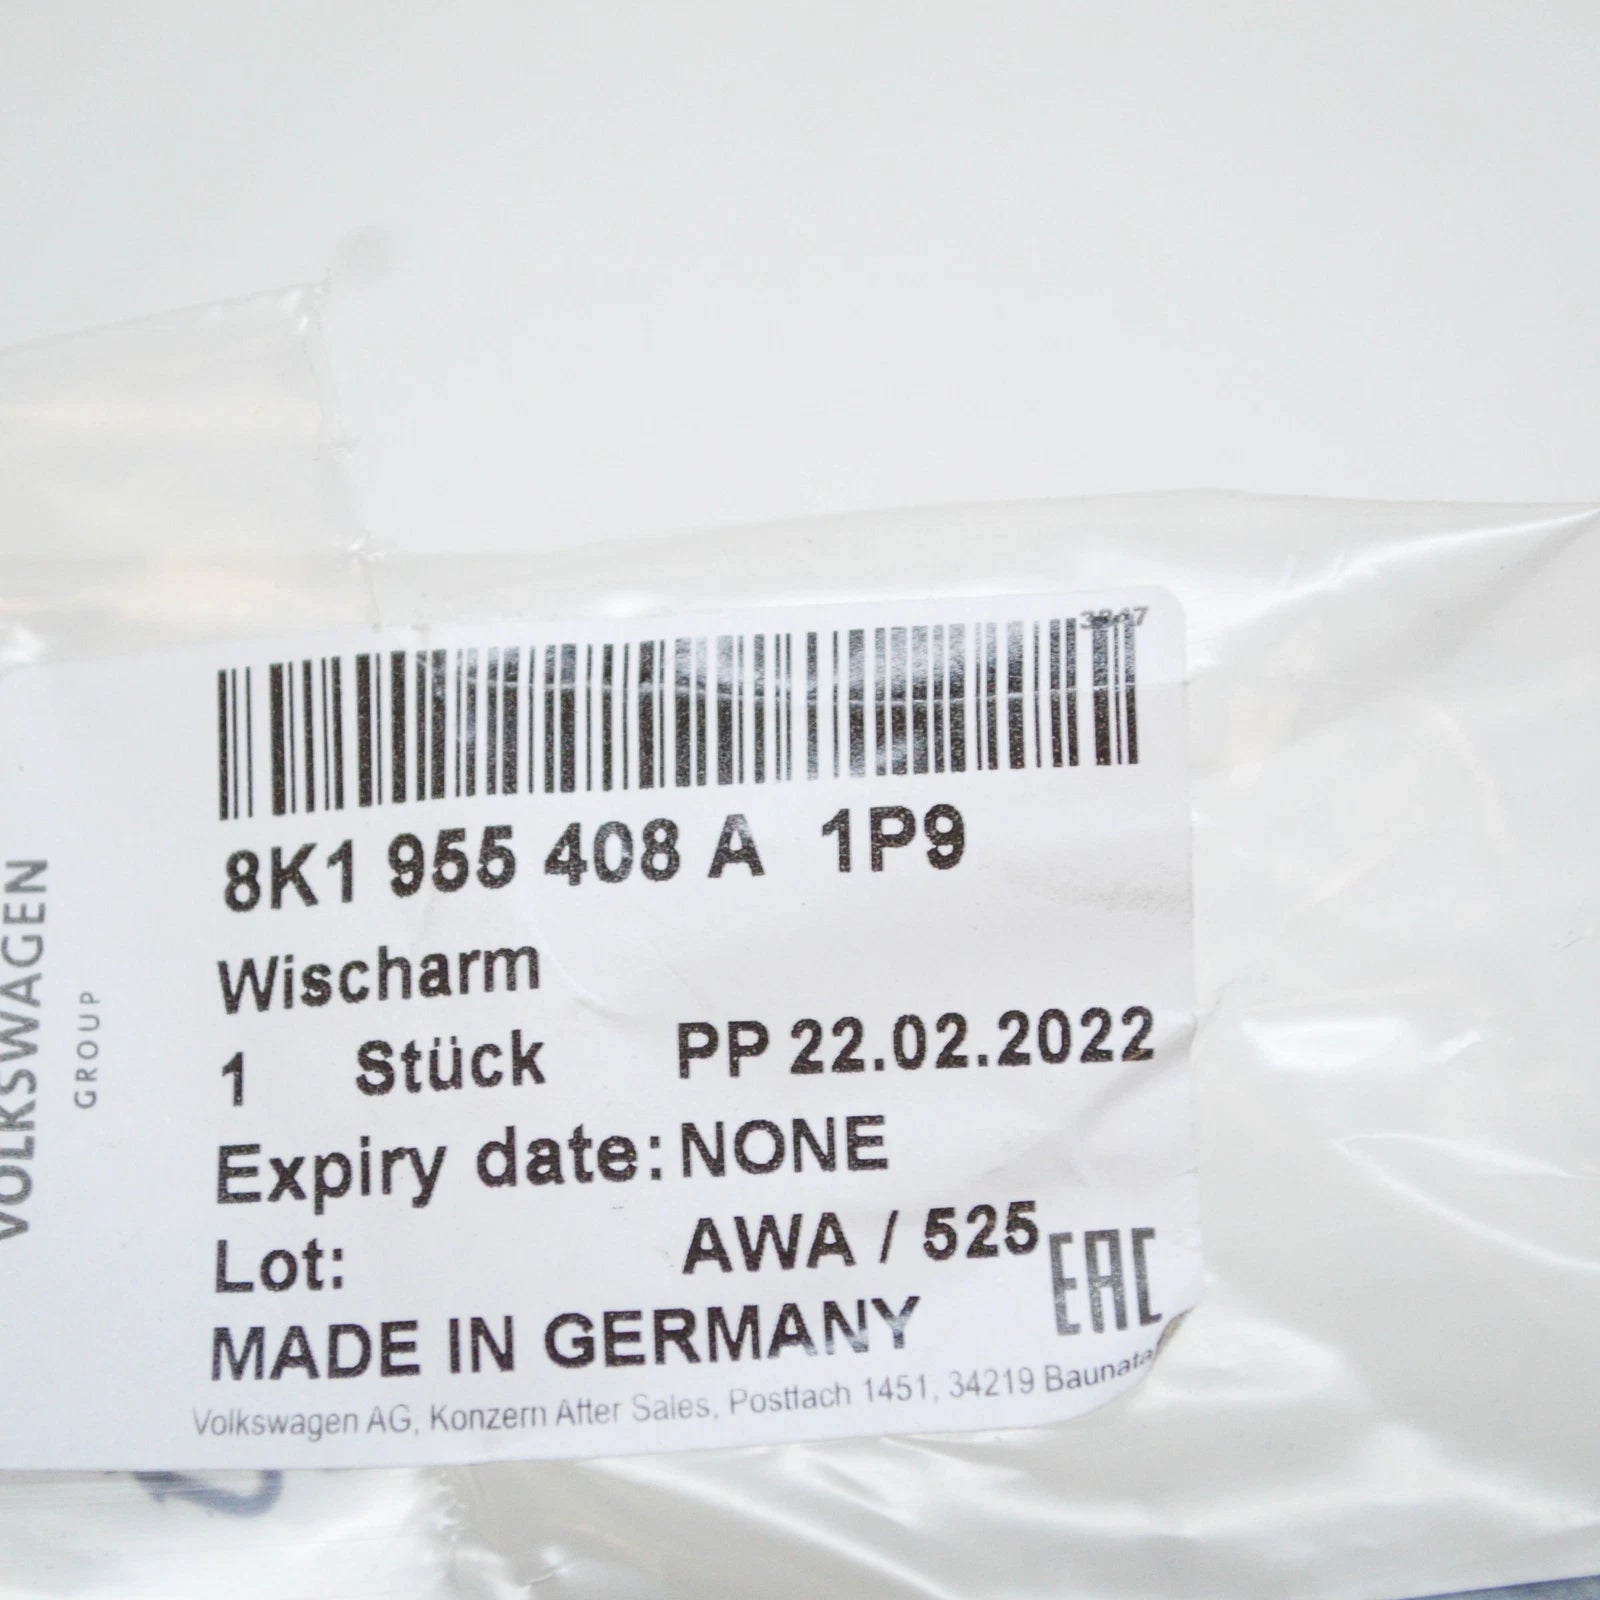 3847
8K1 955 408 A 1P9
Wischarm
1 Stück PP 22.02.2022
Expiry date: NONE
Lot: AWA / 525
EAC
MADE IN GERMANY
Volkswagen AG, Konzern After Sales, Postfach 1451, 34219 Baunatal
VOLKSWAGEN
GROUP